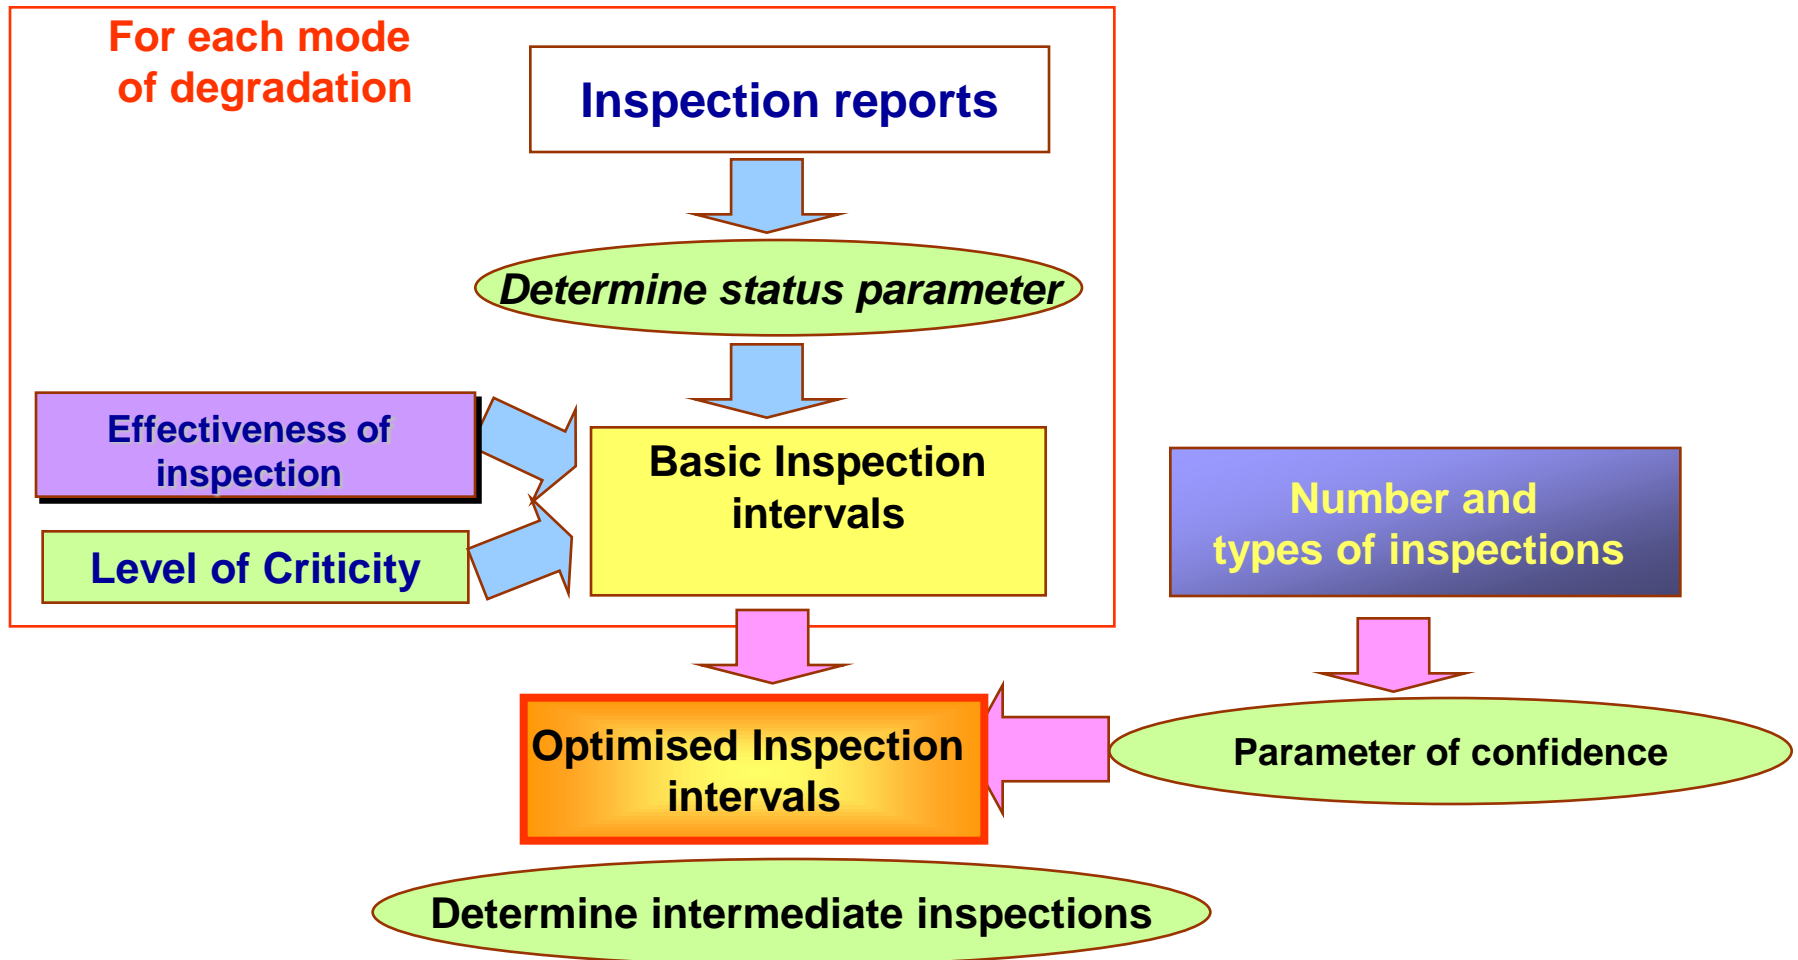 For each mode
of degradation
Inspection reports
Determine status parameter
Effectiveness of
inspection
Level of Criticity
Basic Inspection
intervals
Number and
types of inspections
Optimised Inspection
intervals
Parameter of confidence
Determine intermediate inspections